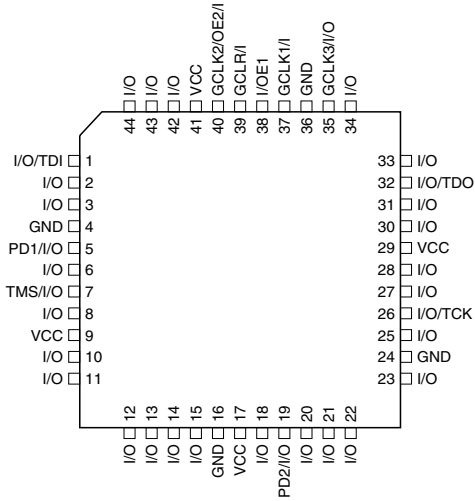 I/O
I/O
I/O
VCC
GCLK2/OE2/I
GCLR/I
I/OE1
GCLK1/I
GND
GCLK3/I/O
I/O
44 43 42 41 40 39 38 37 36 35 34
I/O/TDI 1
I/O 2
I/O 3
GND 4
PD1/I/O 5
I/O 6
TMS/I/O 7
I/O 8
VCC 9
I/O 10
I/O 11
33 I/O
32 I/O/TDO
31 I/O
30 I/O
29 VCC
28 I/O
27 I/O
26 I/O/TCK
25 I/O
24 GND
23 I/O
12 13 14 15 16 17 18 19 20 21 22
I/O
I/O
I/O
I/O
GND
VCC
I/O
PD2/I/O
I/O
I/O
I/O